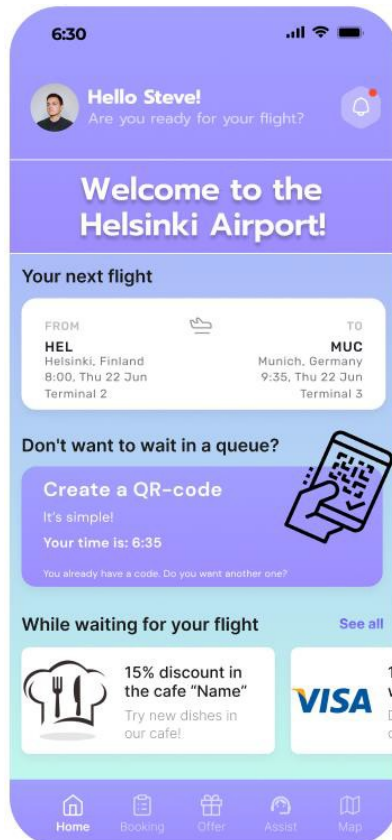 6:30
Hello Steve!
Are you ready for your flight?
Welcome to the
Helsinki Airport!
Your next flight
FROM
TO
HEL
MUC
Helsinki, Finland
Munich, Germany
8:00, Thu 22 Jun
9:35, Thu 22 Jun
Terminal 2
Terminal 3
Don't want to wait in a queue?
Create a QR-code
It's simple!
Your time is: 6:35
You already have a code. Do you want another one?
While waiting for your flight
See all
15% discount in
the cafe “Name”
Try new dishes in
our cafe!
VISA
Home
Booking
Offer
Assist
Map